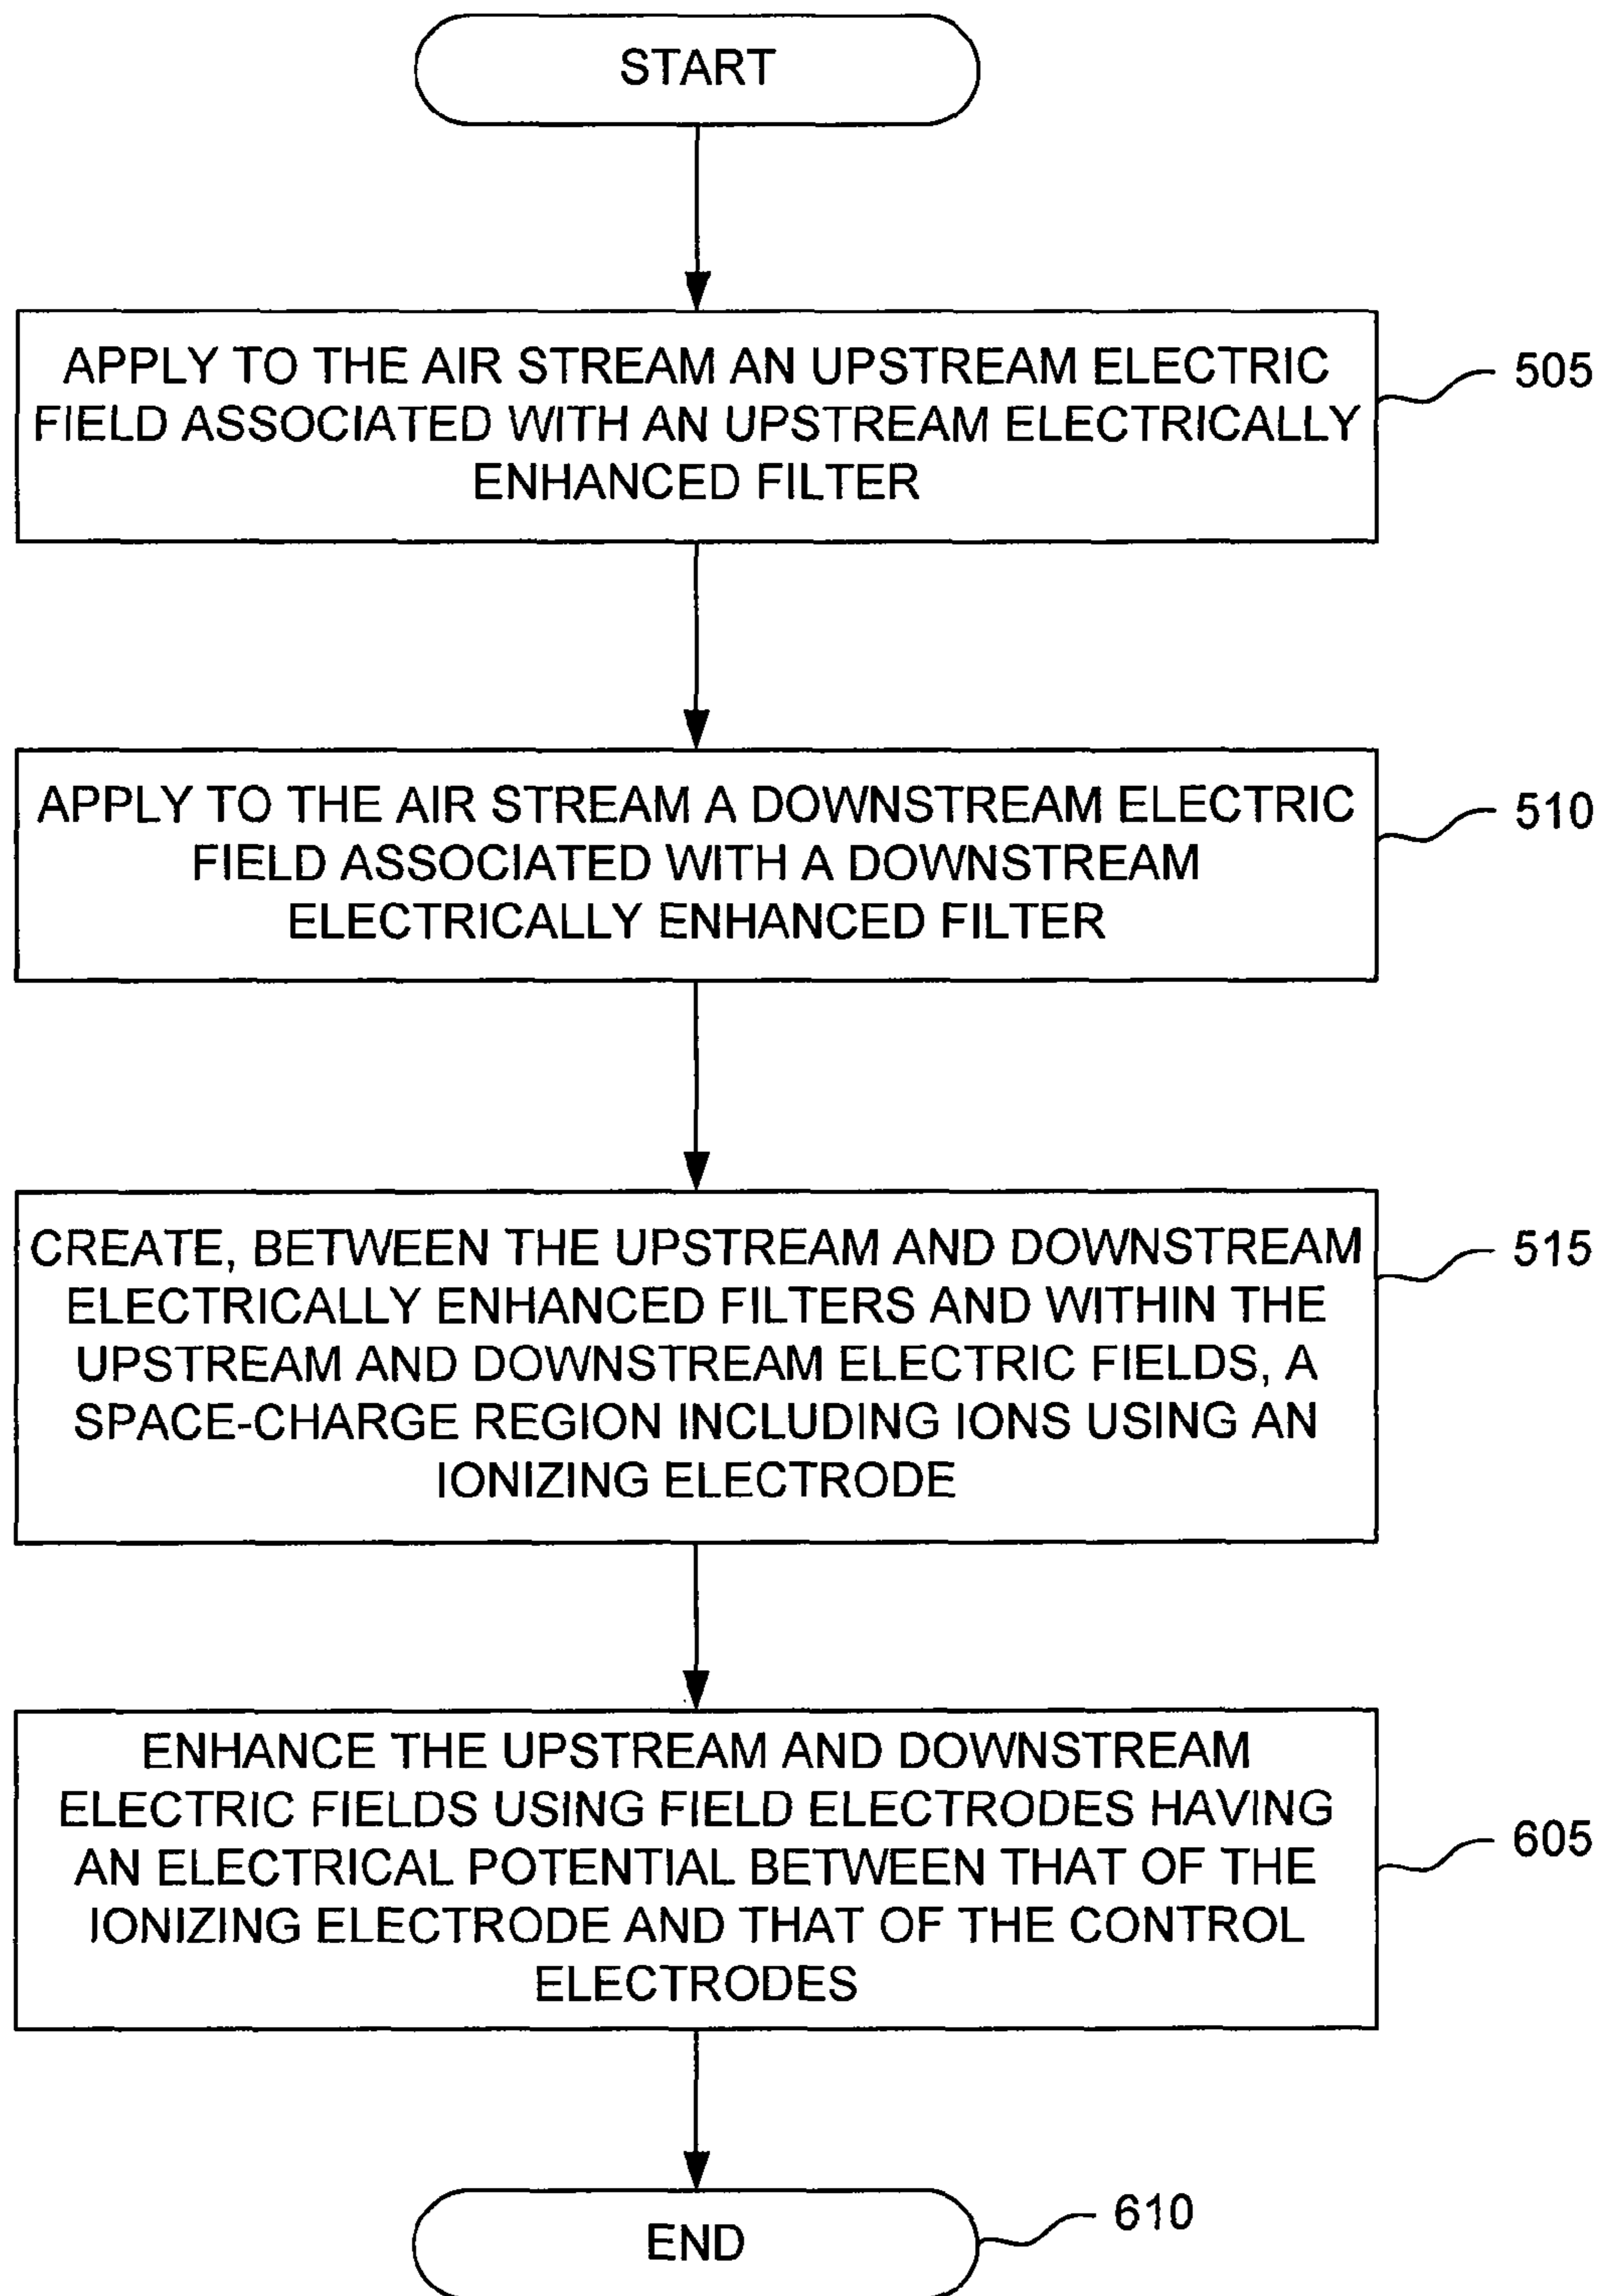 START
APPLY TO THE AIR STREAM AN UPSTREAM ELECTRIC
FIELD ASSOCIATED WITH AN UPSTREAM ELECTRICALLY
ENHANCED FILTER
505
APPLY TO THE AIR STREAM A DOWNSTREAM ELECTRIC
FIELD ASSOCIATED WITH A DOWNSTREAM
ELECTRICALLY ENHANCED FILTER
510
CREATE, BETWEEN THE UPSTREAM AND DOWNSTREAM
ELECTRICALLY ENHANCED FILTERS AND WITHIN THE
UPSTREAM AND DOWNSTREAM ELECTRIC FIELDS, A
SPACE-CHARGE REGION INCLUDING IONS USING AN
IONIZING ELECTRODE
515
ENHANCE THE UPSTREAM AND DOWNSTREAM
ELECTRIC FIELDS USING FIELD ELECTRODES HAVING
AN ELECTRICAL POTENTIAL BETWEEN THAT OF THE
IONIZING ELECTRODE AND THAT OF THE CONTROL
ELECTRODES
605
END
610